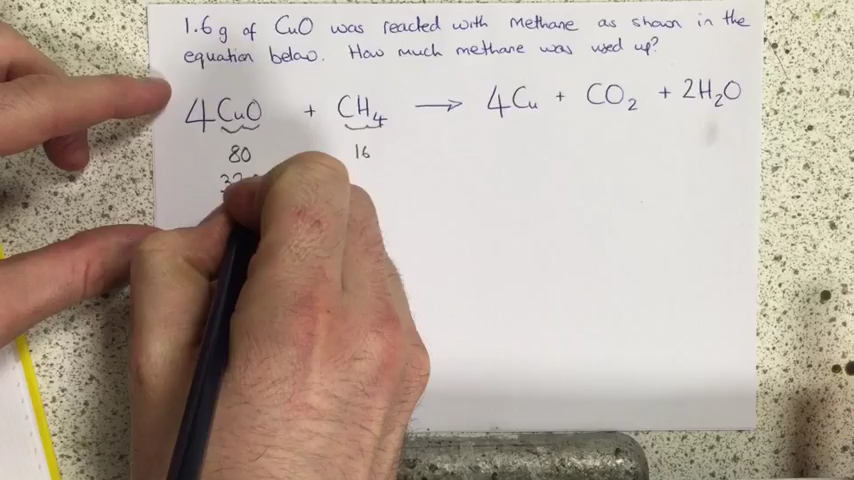 1.6g of CuO was reacted with methane as shown in the
equation below. How much methane was used up?
4CuO + CH₄ → 4Cu + CO₂ + 2H₂O
80 16